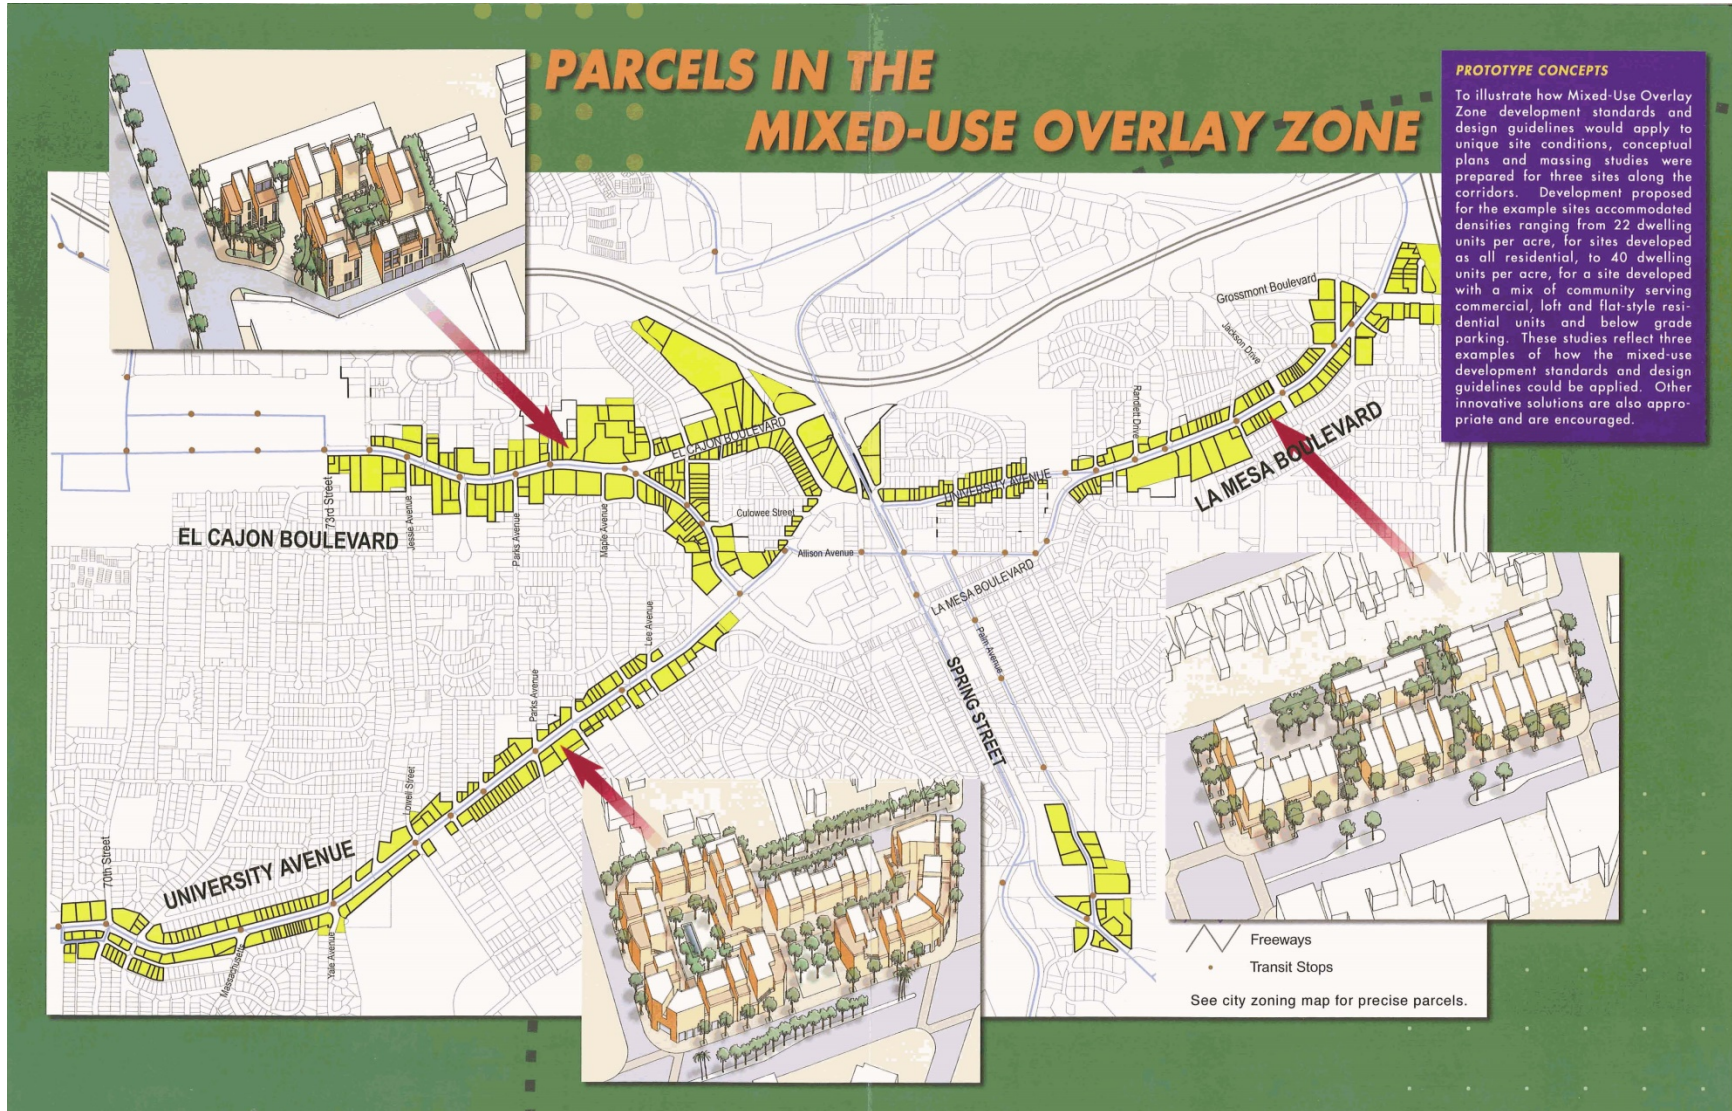 PARCELS IN THE
MIXED-USE OVERLAY ZONE
PROTOTYPE CONCEPTS
To illustrate how Mixed-Use Overlay
Zone development standards and
design guidelines would apply to
unique site conditions, conceptual
plans and massing studies were
prepared for three sites along the
corridors. Development proposed
for the example sites accommodated
densities ranging from 22 dwelling
units per acre, for sites developed
as all residential, to 40 dwelling
units per acre, for a site developed
with a mix of community serving
commercial, loft and flat-style resi-
dential units and below grade
parking. These studies reflect three
examples of how the mixed-use
development standards and design
guidelines could be applied. Other
innovative solutions are also appro-
priate and are encouraged.
Grossmont Boulevard
Jackson Drive
Randlett Drive
LA MESA BOULEVARD
EL CAJON BOULEVARD
UNIVERSITY AVENUE
73rd Street
Jessie Avenue
Parks Avenue
Maple Avenue
EL CAJON BOULEVARD
Culowee Street
Allison Avenue
LA MESA BOULEVARD
Palm Avenue
SPRING STREET
Lee Avenue
Parks Avenue
Lowell Street
70th Street
UNIVERSITY AVENUE
Massachusetts
Yale Avenue
Freeways
Transit Stops
See city zoning map for precise parcels.